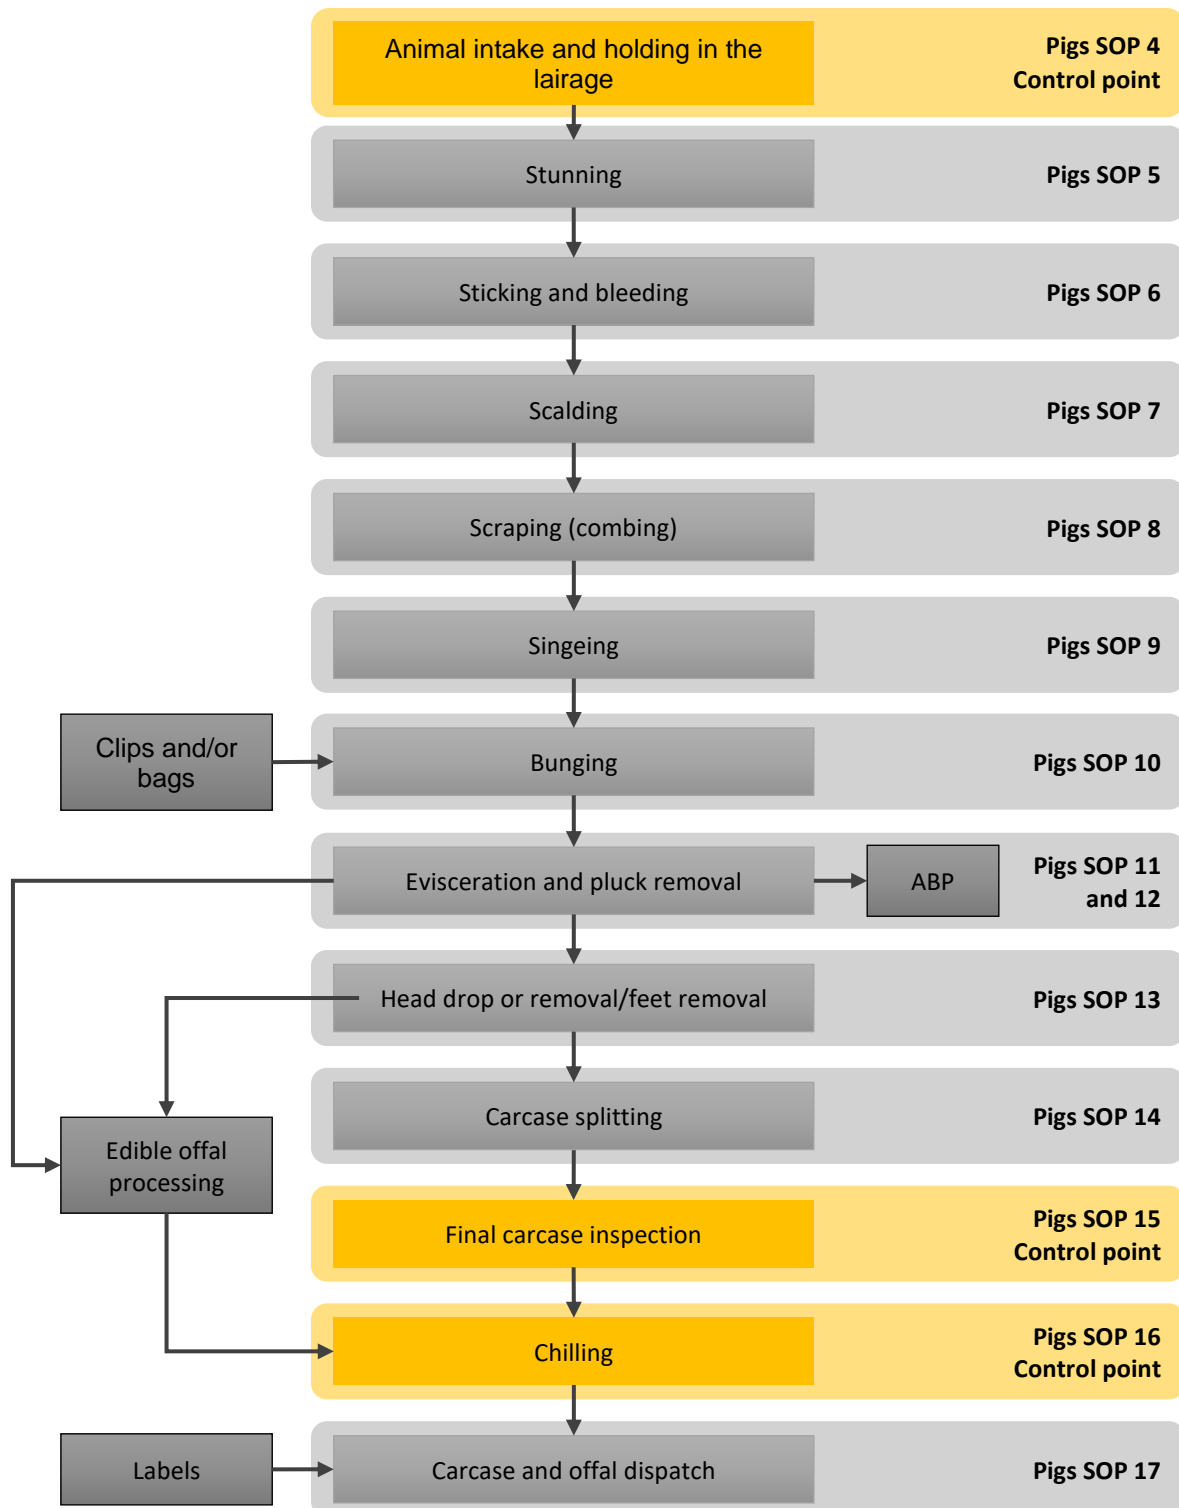 Animal intake and holding in the
lairage
Pigs SOP 4
Control point
Stunning
Pigs SOP 5
Sticking and bleeding
Pigs SOP 6
Scalding
Pigs SOP 7
Scraping (combing)
Pigs SOP 8
Singeing
Pigs SOP 9
Clips and/or
bags
Bunging
Pigs SOP 10
Evisceration and pluck removal
ABP
Pigs SOP 11
and 12
Head drop or removal/feet removal
Pigs SOP 13
Edible offal
processing
Carcase splitting
Pigs SOP 14
Final carcase inspection
Pigs SOP 15
Control point
Chilling
Pigs SOP 16
Control point
Labels
Carcase and offal dispatch
Pigs SOP 17